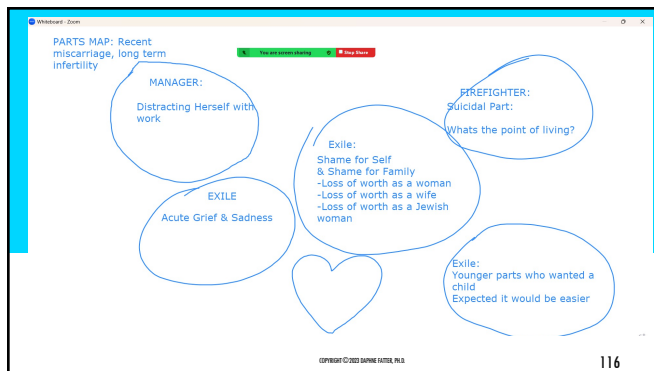 Whiteboard - Zoom
You are screen sharing
Stop Share
PARTS MAP: Recent
miscarriage, long term
infertility
MANAGER:
Distracting Herself with
work
FIREFIGHTER:
Suicidal Part:
Whats the point of living?
Exile:
Shame for Self
& Shame for Family
-Loss of worth as a woman
-Loss of worth as a wife
-Loss of worth as a Jewish
woman
EXILE
Acute Grief & Sadness
Exile:
Younger parts who wanted a
child
Expected it would be easier
COPYRIGHT © 2023 DAPHNE FATTER, PH.D.
116